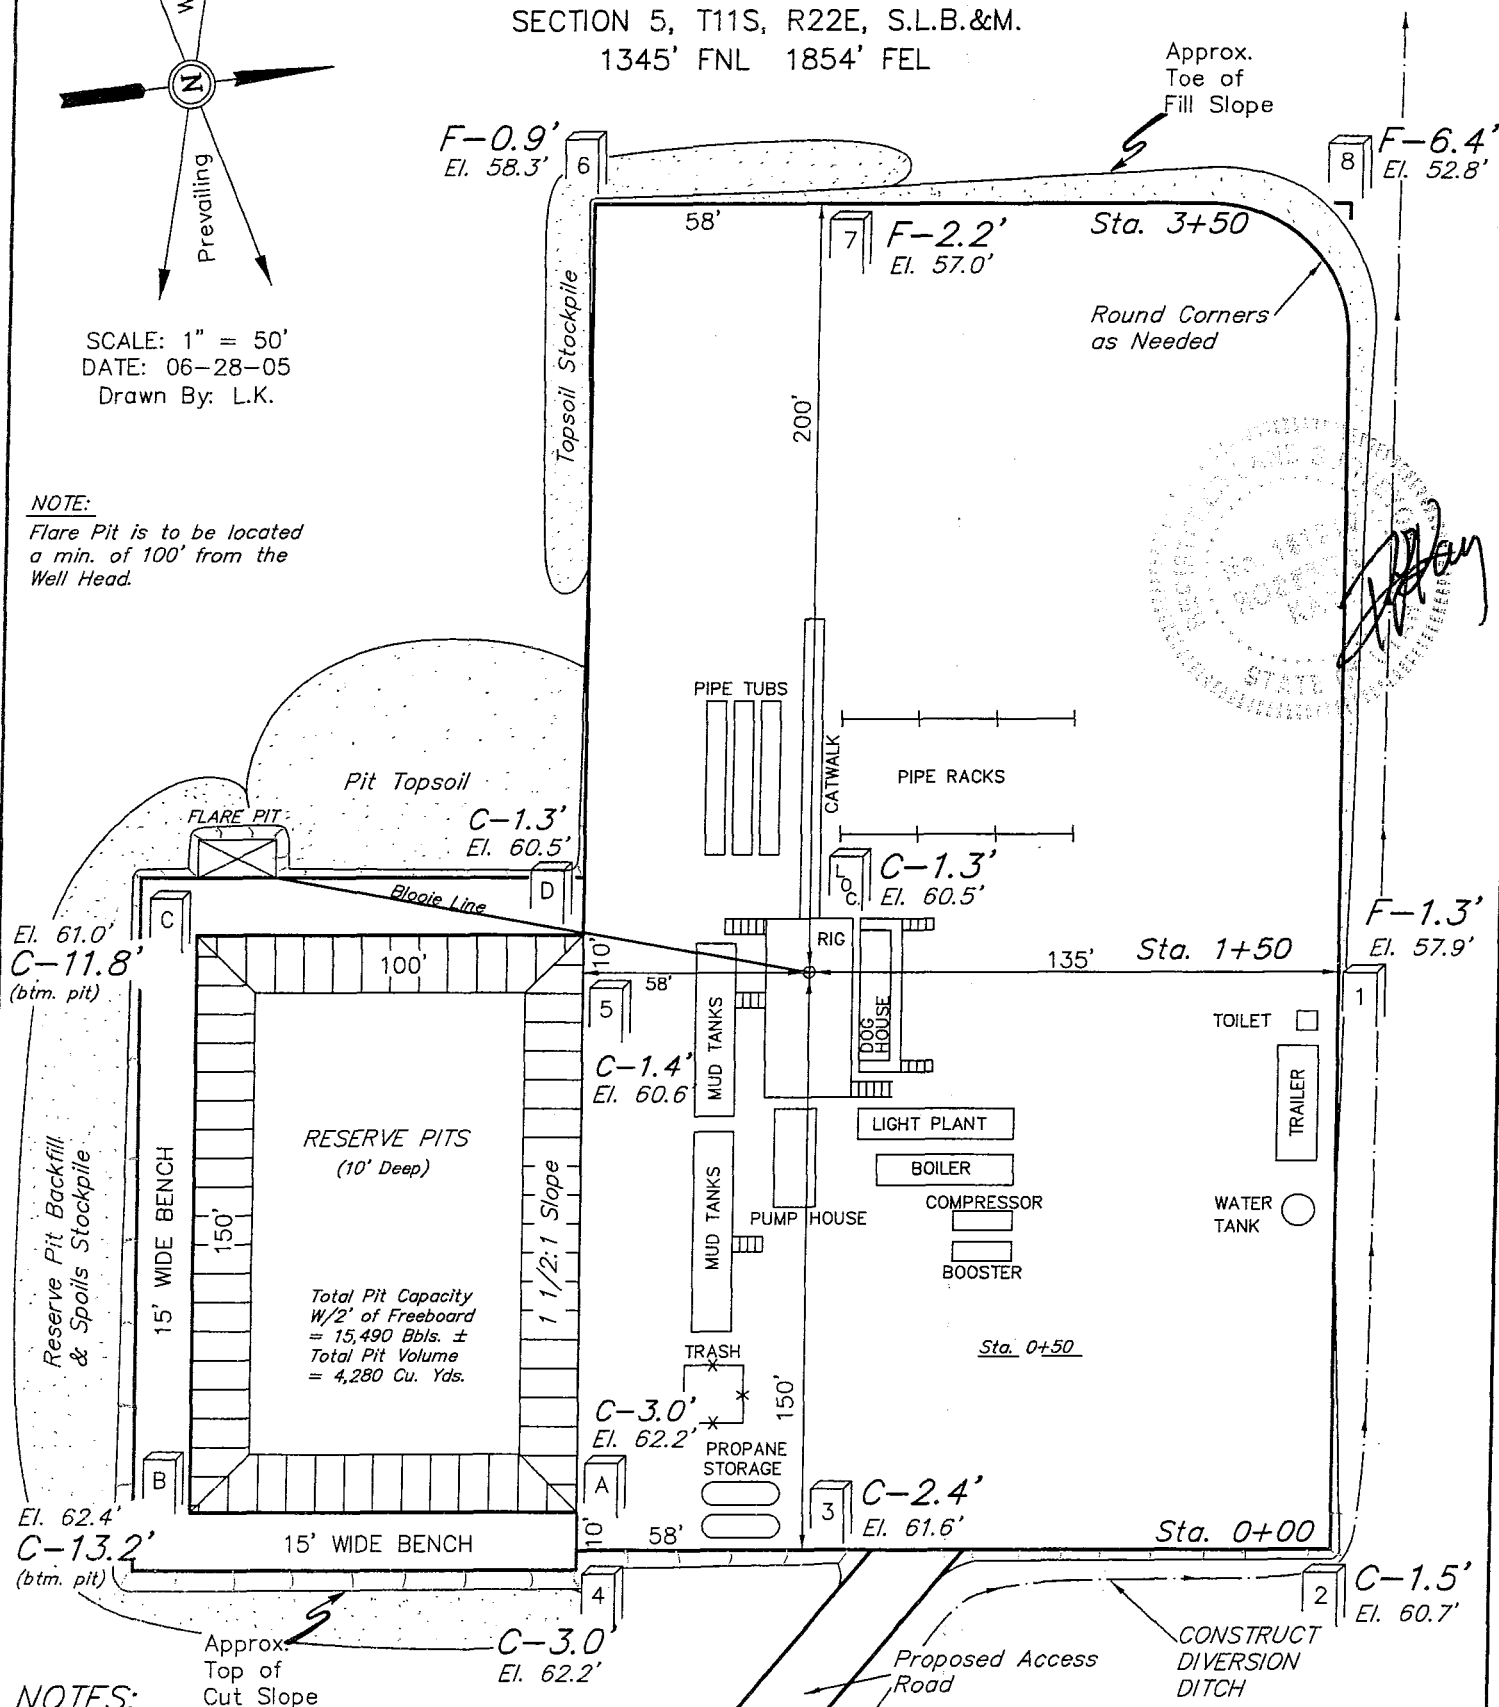 SECTION 5, T11S, R22E, S.L.B.&M.
1345' FNL 1854' FEL
W
N
Prevailing
SCALE: 1" = 50'
DATE: 06-28-05
Drawn By: L.K.
NOTE:
Flare Pit is to be located
a min. of 100' from the
Well Head.
Approx.
Toe of
Fill Slope
F-0.9'
El. 58.3'
6
8
F-6.4'
El. 52.8'
58'
7
F-2.2'
El. 57.0'
Sta. 3+50
Round Corners
as Needed
Topsoil Stockpile
200'
STATE
PIPE TUBS
CATWALK
PIPE RACKS
Pit Topsoil
FLARE PIT
C-1.3'
El. 60.5'
D
Blooie Line
LOC.
C-1.3'
El. 60.5'
C
El. 61.0'
C-11.8'
(btm. pit)
100'
10'
58'
RIG
135'
Sta. 1+50
F-1.3'
El. 57.9'
1
5
C-1.4'
El. 60.6'
MUD TANKS
DOG HOUSE
TOILET
TRAILER
LIGHT PLANT
BOILER
COMPRESSOR
BOOSTER
PUMP HOUSE
MUD TANKS
WATER
TANK
RESERVE PITS
(10' Deep)
1 1/2:1 Slope
15' WIDE BENCH
150'
Reserve Pit Backfill
& Spoils Stockpile
Total Pit Capacity
W/2' of Freeboard
= 15,490 Bbls. ±
Total Pit Volume
= 4,280 Cu. Yds.
TRASH
Sta. 0+50
150'
C-3.0'
El. 62.2'
A
PROPANE
STORAGE
B
El. 62.4'
C-13.2'
(btm. pit)
15' WIDE BENCH
10'
58'
3
C-2.4'
El. 61.6'
Sta. 0+00
2
C-1.5'
El. 60.7'
4
C-3.0'
El. 62.2'
Approx.
Top of
Cut Slope
Proposed Access
Road
CONSTRUCT
DIVERSION
DITCH
NOTES: